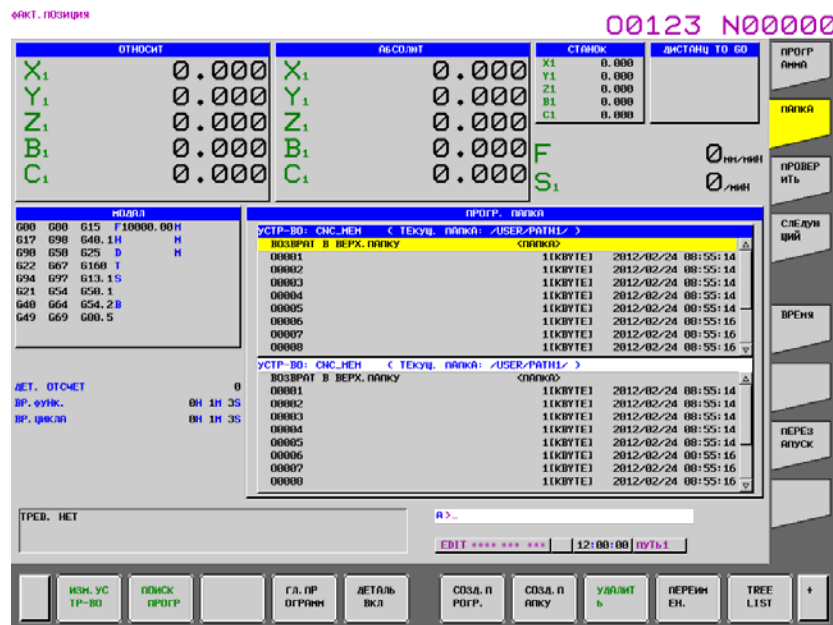 ФАКТ. ПОЗИЦИЯ
O0123 N00000
ОТНОСИТ
X1 0.000
Y1 0.000
Z1 0.000
B1 0.000
C1 0.000
АБСОЛЮТ
X1 0.000
Y1 0.000
Z1 0.000
B1 0.000
C1 0.000
СТАНОК
X1 0.000
Y1 0.000
Z1 0.000
B1 0.000
C1 0.000
ДИСТАНЦ TO GO
F 0 ММ/МИН
S1 0 /МИН
МОДАЛ
G00 G80 G15 F10000.00M
G17 G98 G40.1H M
G90 G50 G25 D M
G22 G67 G160 T
G94 G97 G13.1S
G21 G54 G50.1
G40 G64 G54.2B
G49 G69 G80.5
ДЕТ. ОТСЧЕТ 0
ВР.ФУНК. 0H 1M 3S
ВР.ЦИКЛА 0H 1M 3S
ПРОГР. ПАПКА
УСТР-ВО: CNC_MEM ( ТЕКУЩ. ПАПКА: /USER/PATH1/ )
ВОЗВРАТ В ВЕРХ.ПАПКУ <ПАПКА>
O0001 1[KBYTE] 2012/02/24 08:55:14
O0002 1[KBYTE] 2012/02/24 08:55:14
O0003 1[KBYTE] 2012/02/24 08:55:14
O0004 1[KBYTE] 2012/02/24 08:55:14
O0005 1[KBYTE] 2012/02/24 08:55:14
O0006 1[KBYTE] 2012/02/24 08:55:16
O0007 1[KBYTE] 2012/02/24 08:55:16
O0008 1[KBYTE] 2012/02/24 08:55:16
УСТР-ВО: CNC_MEM ( ТЕКУЩ. ПАПКА: /USER/PATH1/ )
ВОЗВРАТ В ВЕРХ.ПАПКУ <ПАПКА>
O0001 1[KBYTE] 2012/02/24 08:55:14
O0002 1[KBYTE] 2012/02/24 08:55:14
O0003 1[KBYTE] 2012/02/24 08:55:14
O0004 1[KBYTE] 2012/02/24 08:55:14
O0005 1[KBYTE] 2012/02/24 08:55:14
O0006 1[KBYTE] 2012/02/24 08:55:16
O0007 1[KBYTE] 2012/02/24 08:55:16
O0008 1[KBYTE] 2012/02/24 08:55:16
ТРЕВ. НЕТ
A>_
EDIT **** *** *** 12:00:00 ПУТЬ1
ПРОГР
АММА
ПАПКА
ПРОВЕР
ИТЬ
СЛЕДУЮ
ЩИЙ
ВРЕМЯ
ПЕРЕЗ
АПУСК
ИЗМ.УС
ТР-ВО
ПОИСК
ПРОГР
ГЛ.ПР
ОГРАММ
ДЕТАЛЬ
ВКЛ
СОЗД.П
РОГР.
СОЗД.П
АПКУ
УДАЛИТ
Ь
ПЕРЕИМ
ЕН.
TREE
LIST
+